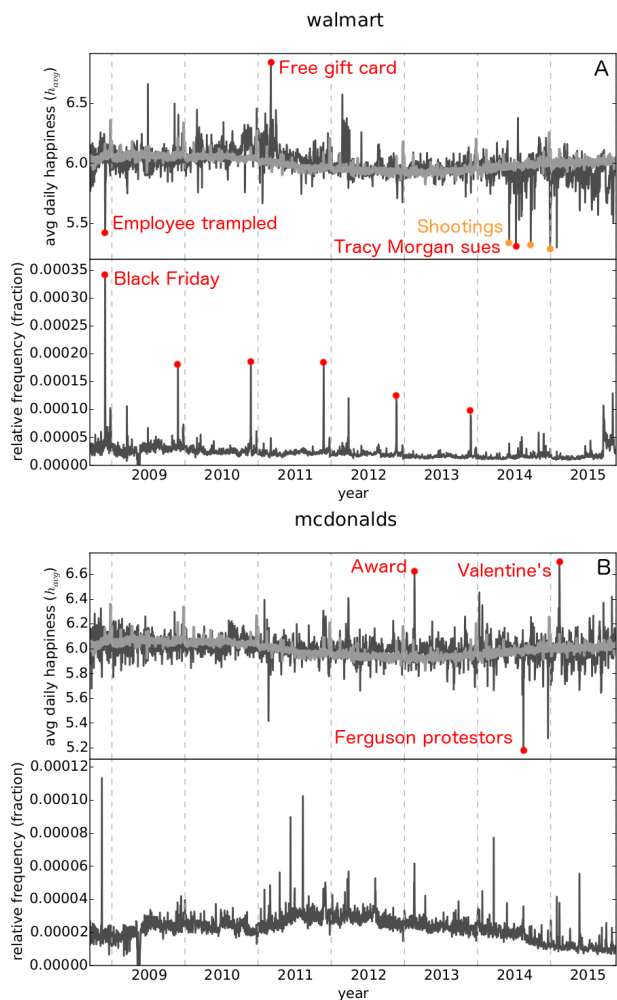 walmart
A
Free gift card
6.5
6.0
5.5
avg daily happiness (h_avg)
Employee trampled
Shootings
Tracy Morgan sues
Black Friday
0.00035
0.00030
0.00025
0.00020
0.00015
0.00010
0.00005
0.00000
relative frequency (fraction)
2009 2010 2011 2012 2013 2014 2015
year
mcdonalds
B
Award
Valentine's
6.6
6.4
6.2
6.0
5.8
5.6
5.4
5.2
avg daily happiness (h_avg)
Ferguson protestors
0.00012
0.00010
0.00008
0.00006
0.00004
0.00002
0.00000
relative frequency (fraction)
2009 2010 2011 2012 2013 2014 2015
year